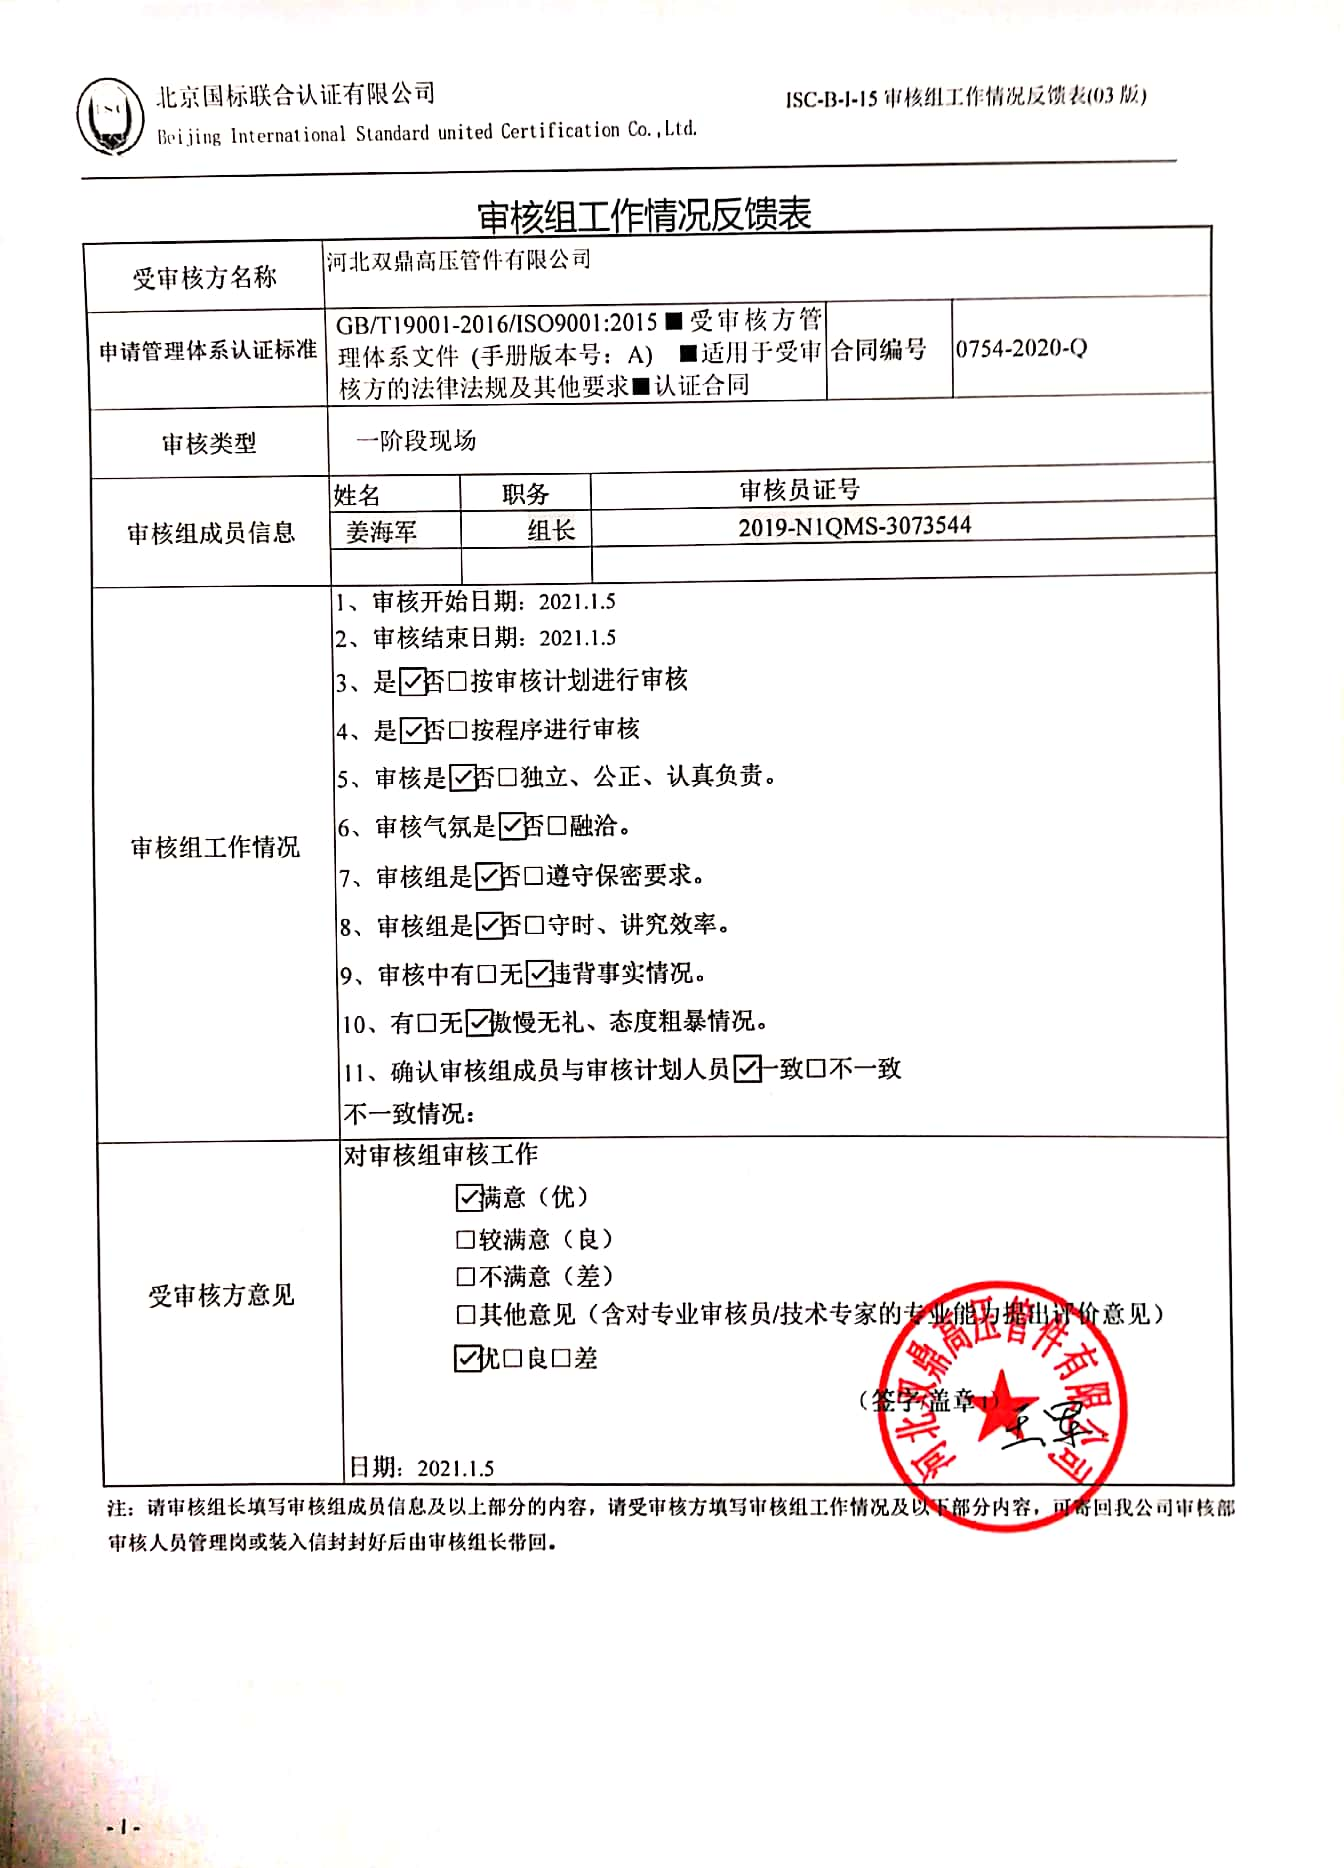 北京国标联合认证有限公司
Beijing International Standard united Certification Co.,Ltd.
ISC-B-I-15 审核组工作情况反馈表(03 版)
审核组工作情况反馈表
受审核方名称
河北双鼎高压管件有限公司
申请管理体系认证标准
GB/T19001-2016/ISO9001:2015■受审核方管
理体系文件(手册版本号：A) ■适用于受审
核方的法律法规及其他要求■认证合同
合同编号
0754-2020-Q
审核类型
一阶段现场
审核组成员信息
姓名 职务 审核员证号
姜海军 组长 2019-N1QMS-3073544
审核组工作情况
1、审核开始日期：2021.1.5
2、审核结束日期：2021.1.5
3、是☑否□按审核计划进行审核
4、是☑否□按程序进行审核
5、审核是☑否□独立、公正、认真负责。
6、审核气氛是☑否□融洽。
7、审核组是☑否□遵守保密要求。
8、审核组是☑否□守时、讲究效率。
9、审核中有□无☑违背事实情况。
10、有□无☑傲慢无礼、态度粗暴情况。
11、确认审核组成员与审核计划人员☑一致□不一致
不一致情况：
受审核方意见
对审核组审核工作
☑满意（优）
□较满意（良）
□不满意（差）
□其他意见（含对专业审核员/技术专家的专业能力提出评价意见）
☑优□良□差
（签字/盖章）
河北双鼎高压管件有限公司
日期：2021.1.5
注：请审核组长填写审核组成员信息及以上部分的内容，请受审核方填写审核组工作情况及以下部分内容，可寄回我公司审核部
审核人员管理岗或装入信封封好后由审核组长带回。
- 1 -